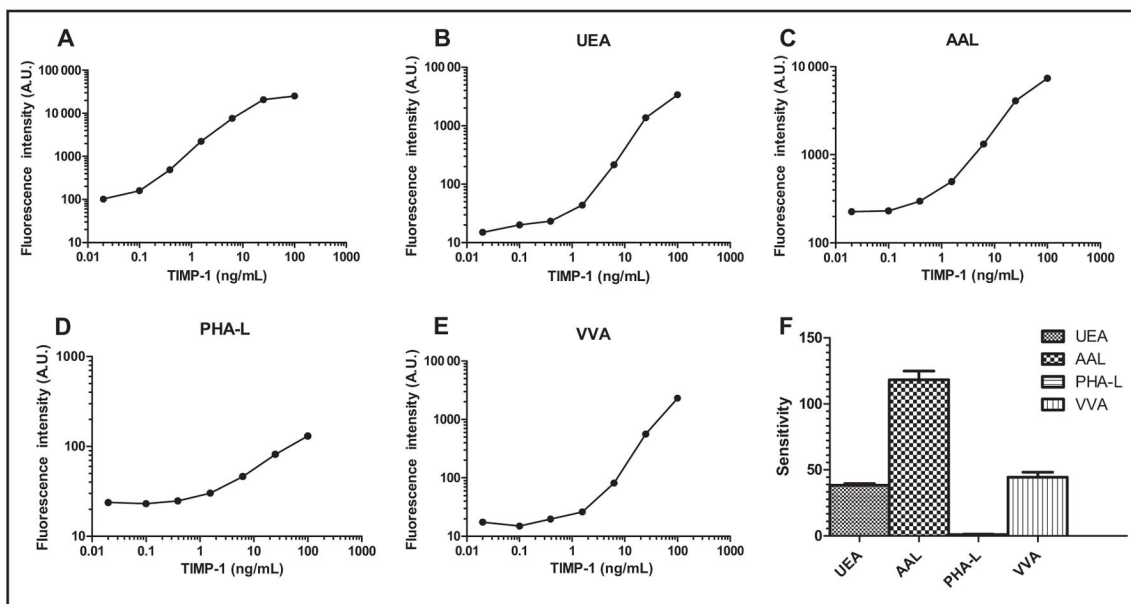 A
Fluorescence intensity (A.U.)
100 000
10 000
1000
100
10
0.01 0.1 1 10 100 1000
TIMP-1 (ng/mL)
B
UEA
Fluorescence intensity (A.U.)
100 00
1000
100
10
0.01 0.1 1 10 100 1000
TIMP-1 (ng/mL)
C
AAL
Fluorescence intensity (A.U.)
10 000
1000
100
0.01 0.1 1 10 100 1000
TIMP-1 (ng/mL)
D
PHA-L
Fluorescence intensity (A.U.)
1000
100
10
0.01 0.1 1 10 100 1000
TIMP-1 (ng/mL)
E
VVA
Fluorescence intensity (A.U.)
100 00
1000
100
10
0.01 0.1 1 10 100 1000
TIMP-1 (ng/mL)
F
Sensitivity
150
100
50
0
UEA
AAL
PHA-L
VVA
UEA
AAL
PHA-L
VVA